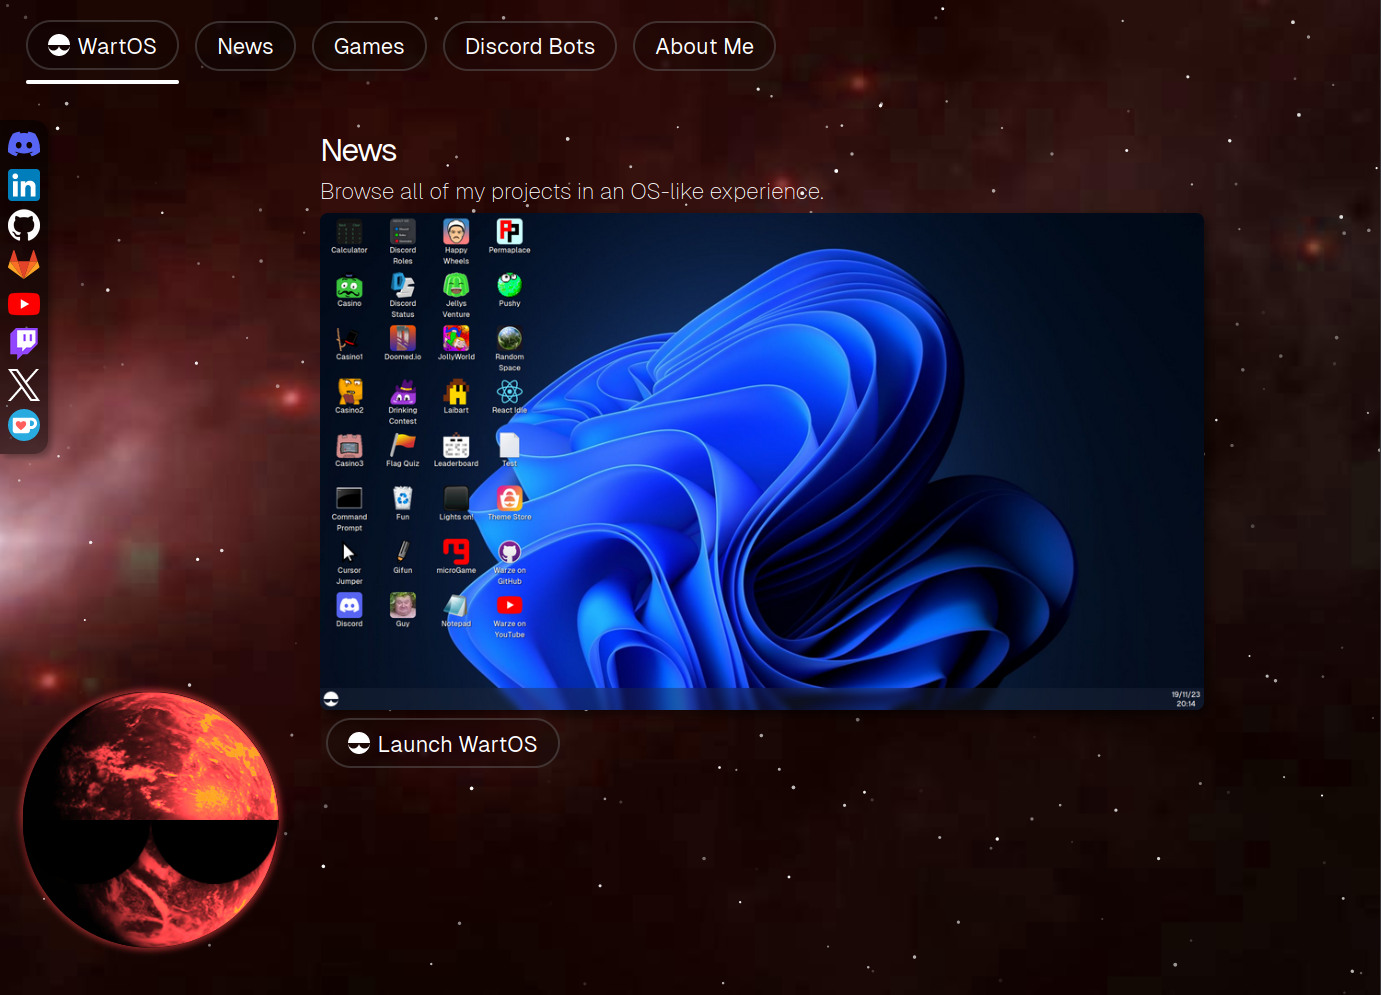 WartOS
News
Games
Discord Bots
About Me
News
Browse all of my projects in an OS-like experience.
Calculator
Discord
Roles
Happy
Wheels
Permaplace
Casino
Discord
Status
Jellys
Venture
Pushy
Casino1
Doomed.io
JollyWorld
Random
Space
Casino2
Drinking
Contest
Laibart
React Idle
Casino3
Flag Quiz
Leaderboard
Test
Command
Prompt
Fun
Lights on!
Theme Store
Cursor
Jumper
Gifun
microGame
Warze on
GitHub
Discord
Guy
Notepad
Warze on
YouTube
19/11/23
20:14
Launch WartOS